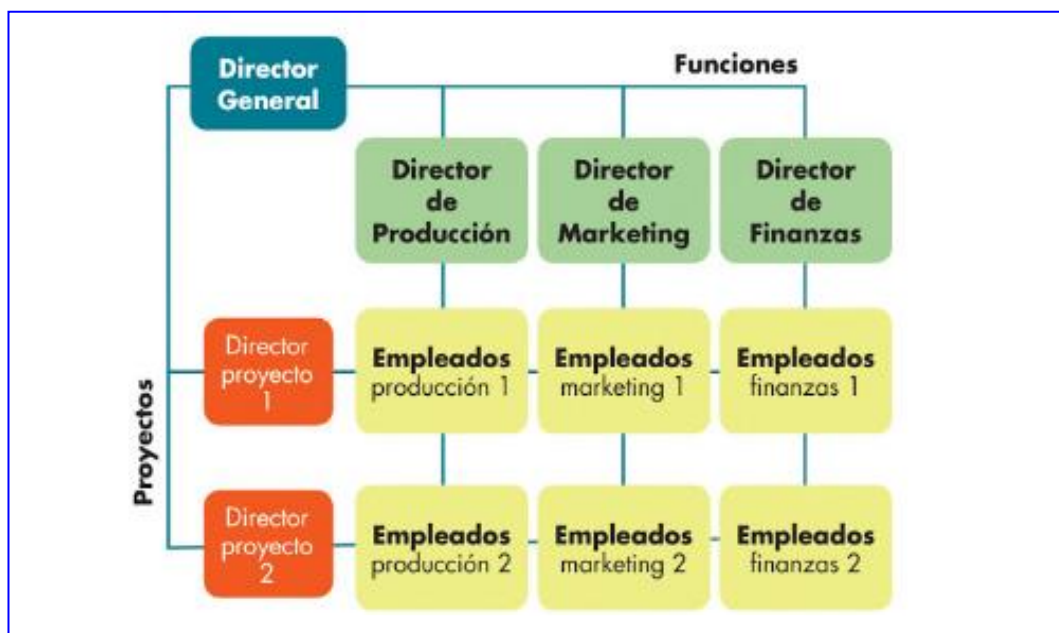 Director
General
Funciones
Director
de
Producción
Director
de
Marketing
Director
de
Finanzas
Proyectos
Director
proyecto
1
Empleados
producción 1
Empleados
marketing 1
Empleados
finanzas 1
Director
proyecto
2
Empleados
producción 2
Empleados
marketing 2
Empleados
finanzas 2